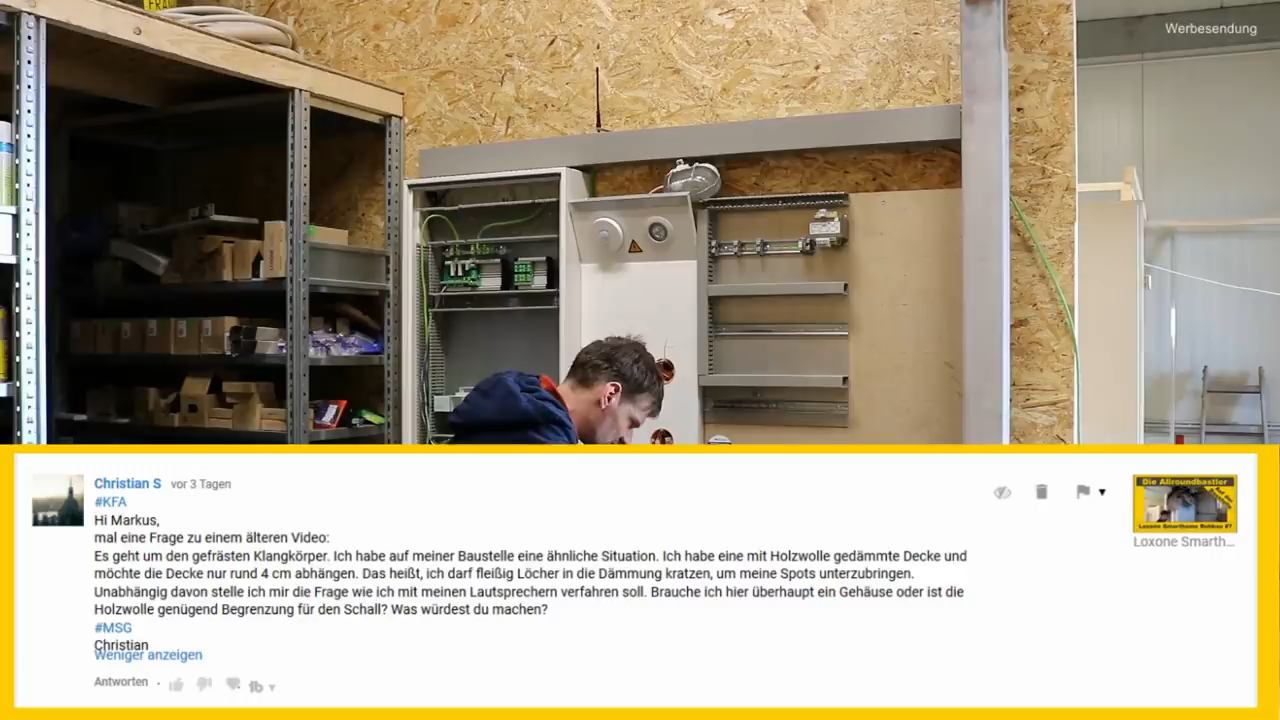 FRÄN
Werbesendung
Christian S vor 3 Tagen
#KFA
Hi Markus,
mal eine Frage zu einem älteren Video:
Es geht um den gefrästen Klangkörper. Ich habe auf meiner Baustelle eine ähnliche Situation. Ich habe eine mit Holzwolle gedämmte Decke und
möchte die Decke nur rund 4 cm abhängen. Das heißt, ich darf fleißig Löcher in die Dämmung kratzen, um meine Spots unterzubringen.
Unabhängig davon stelle ich mir die Frage wie ich mit meinen Lautsprechern verfahren soll. Brauche ich hier überhaupt ein Gehäuse oder ist die
Holzwolle genügend Begrenzung für den Schall? Was würdest du machen?
#MSG
Christian
Weniger anzeigen
Antworten
Die Allroundbastler
Loxone Smarthome Rohbau #7
Loxone Smarth...